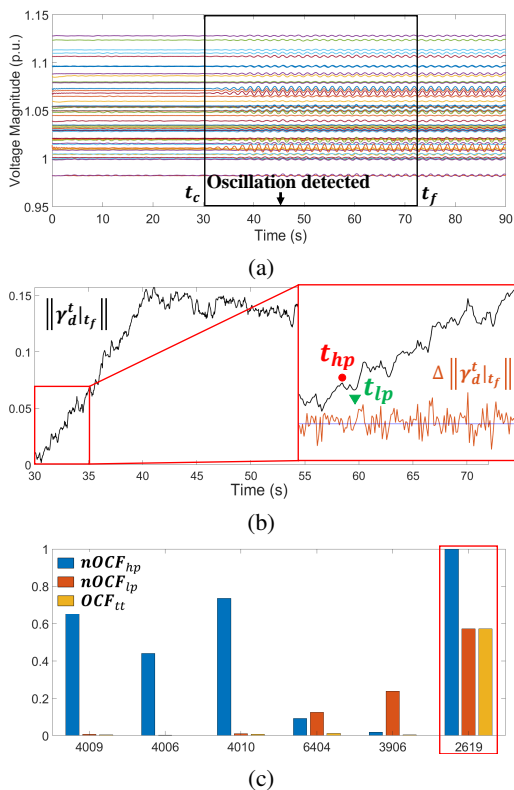 1.15
1.1
1.05
1
0.95
Voltage Magnitude (p.u.)
t_c
Oscillation detected
t_f
0 10 20 30 40 50 60 70 80 90
Time (s)
(a)
0.15
0.1
0.05
0
||γ_d^t|_{t_f}||
t_hp
t_lp
Δ ||γ_d^t|_{t_f}||
30 35 40 45 50 55 60 65 70
Time (s)
(b)
1
0.8
0.6
0.4
0.2
0
nOCF_hp
nOCF_lp
OCF_tt
4009 4006 4010 6404 3906 2619
(c)